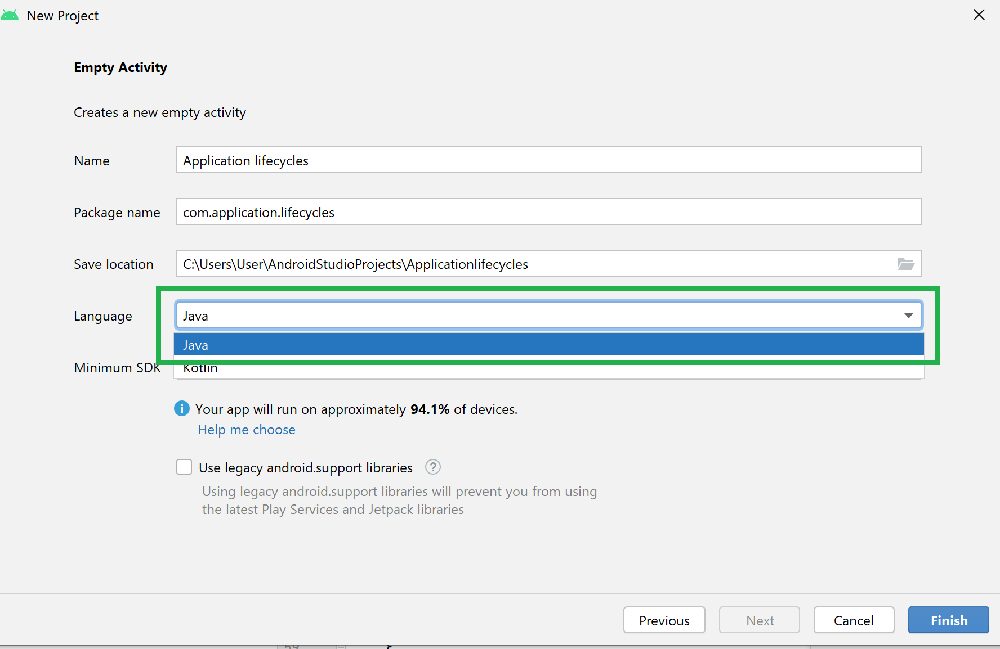 New Project
Empty Activity
Creates a new empty activity
Name Application lifecycles
Package name com.application.lifecycles
Save location C:\Users\User\AndroidStudioProjects\Applicationlifecycles
Language Java
Java
Minimum SDK Kotlin
Your app will run on approximately 94.1% of devices.
Help me choose
Use legacy android.support libraries ?
Using legacy android.support libraries will prevent you from using
the latest Play Services and Jetpack libraries
Previous Next Cancel Finish